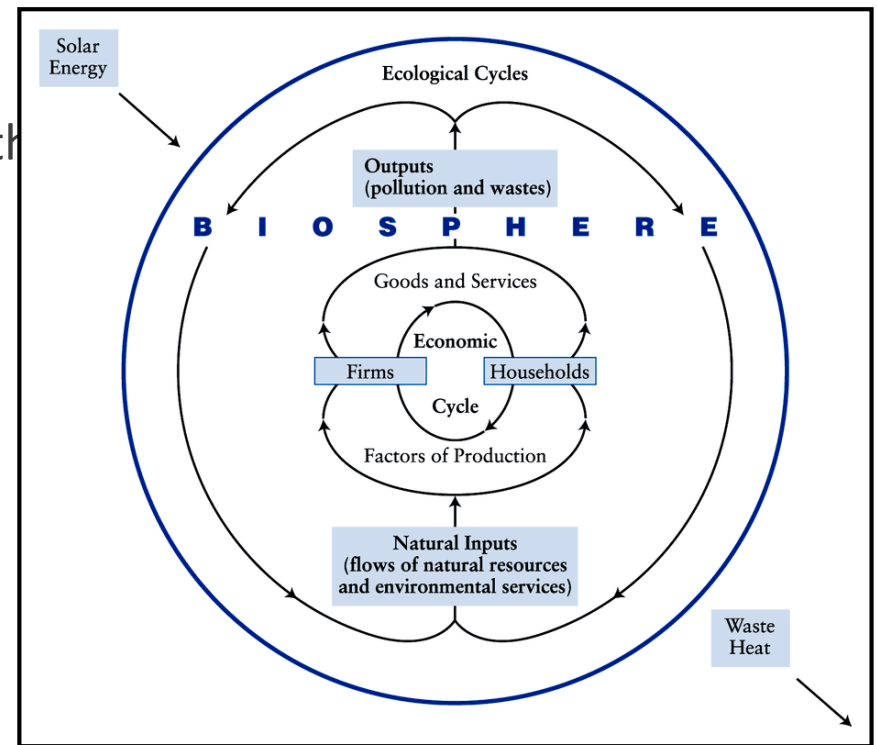 Solar
Energy
Ecological Cycles
Outputs
(pollution and wastes)
B I O S P H E R E
Goods and Services
Economic
Firms
Households
Cycle
Factors of Production
Natural Inputs
(flows of natural resources
and environmental services)
Waste
Heat